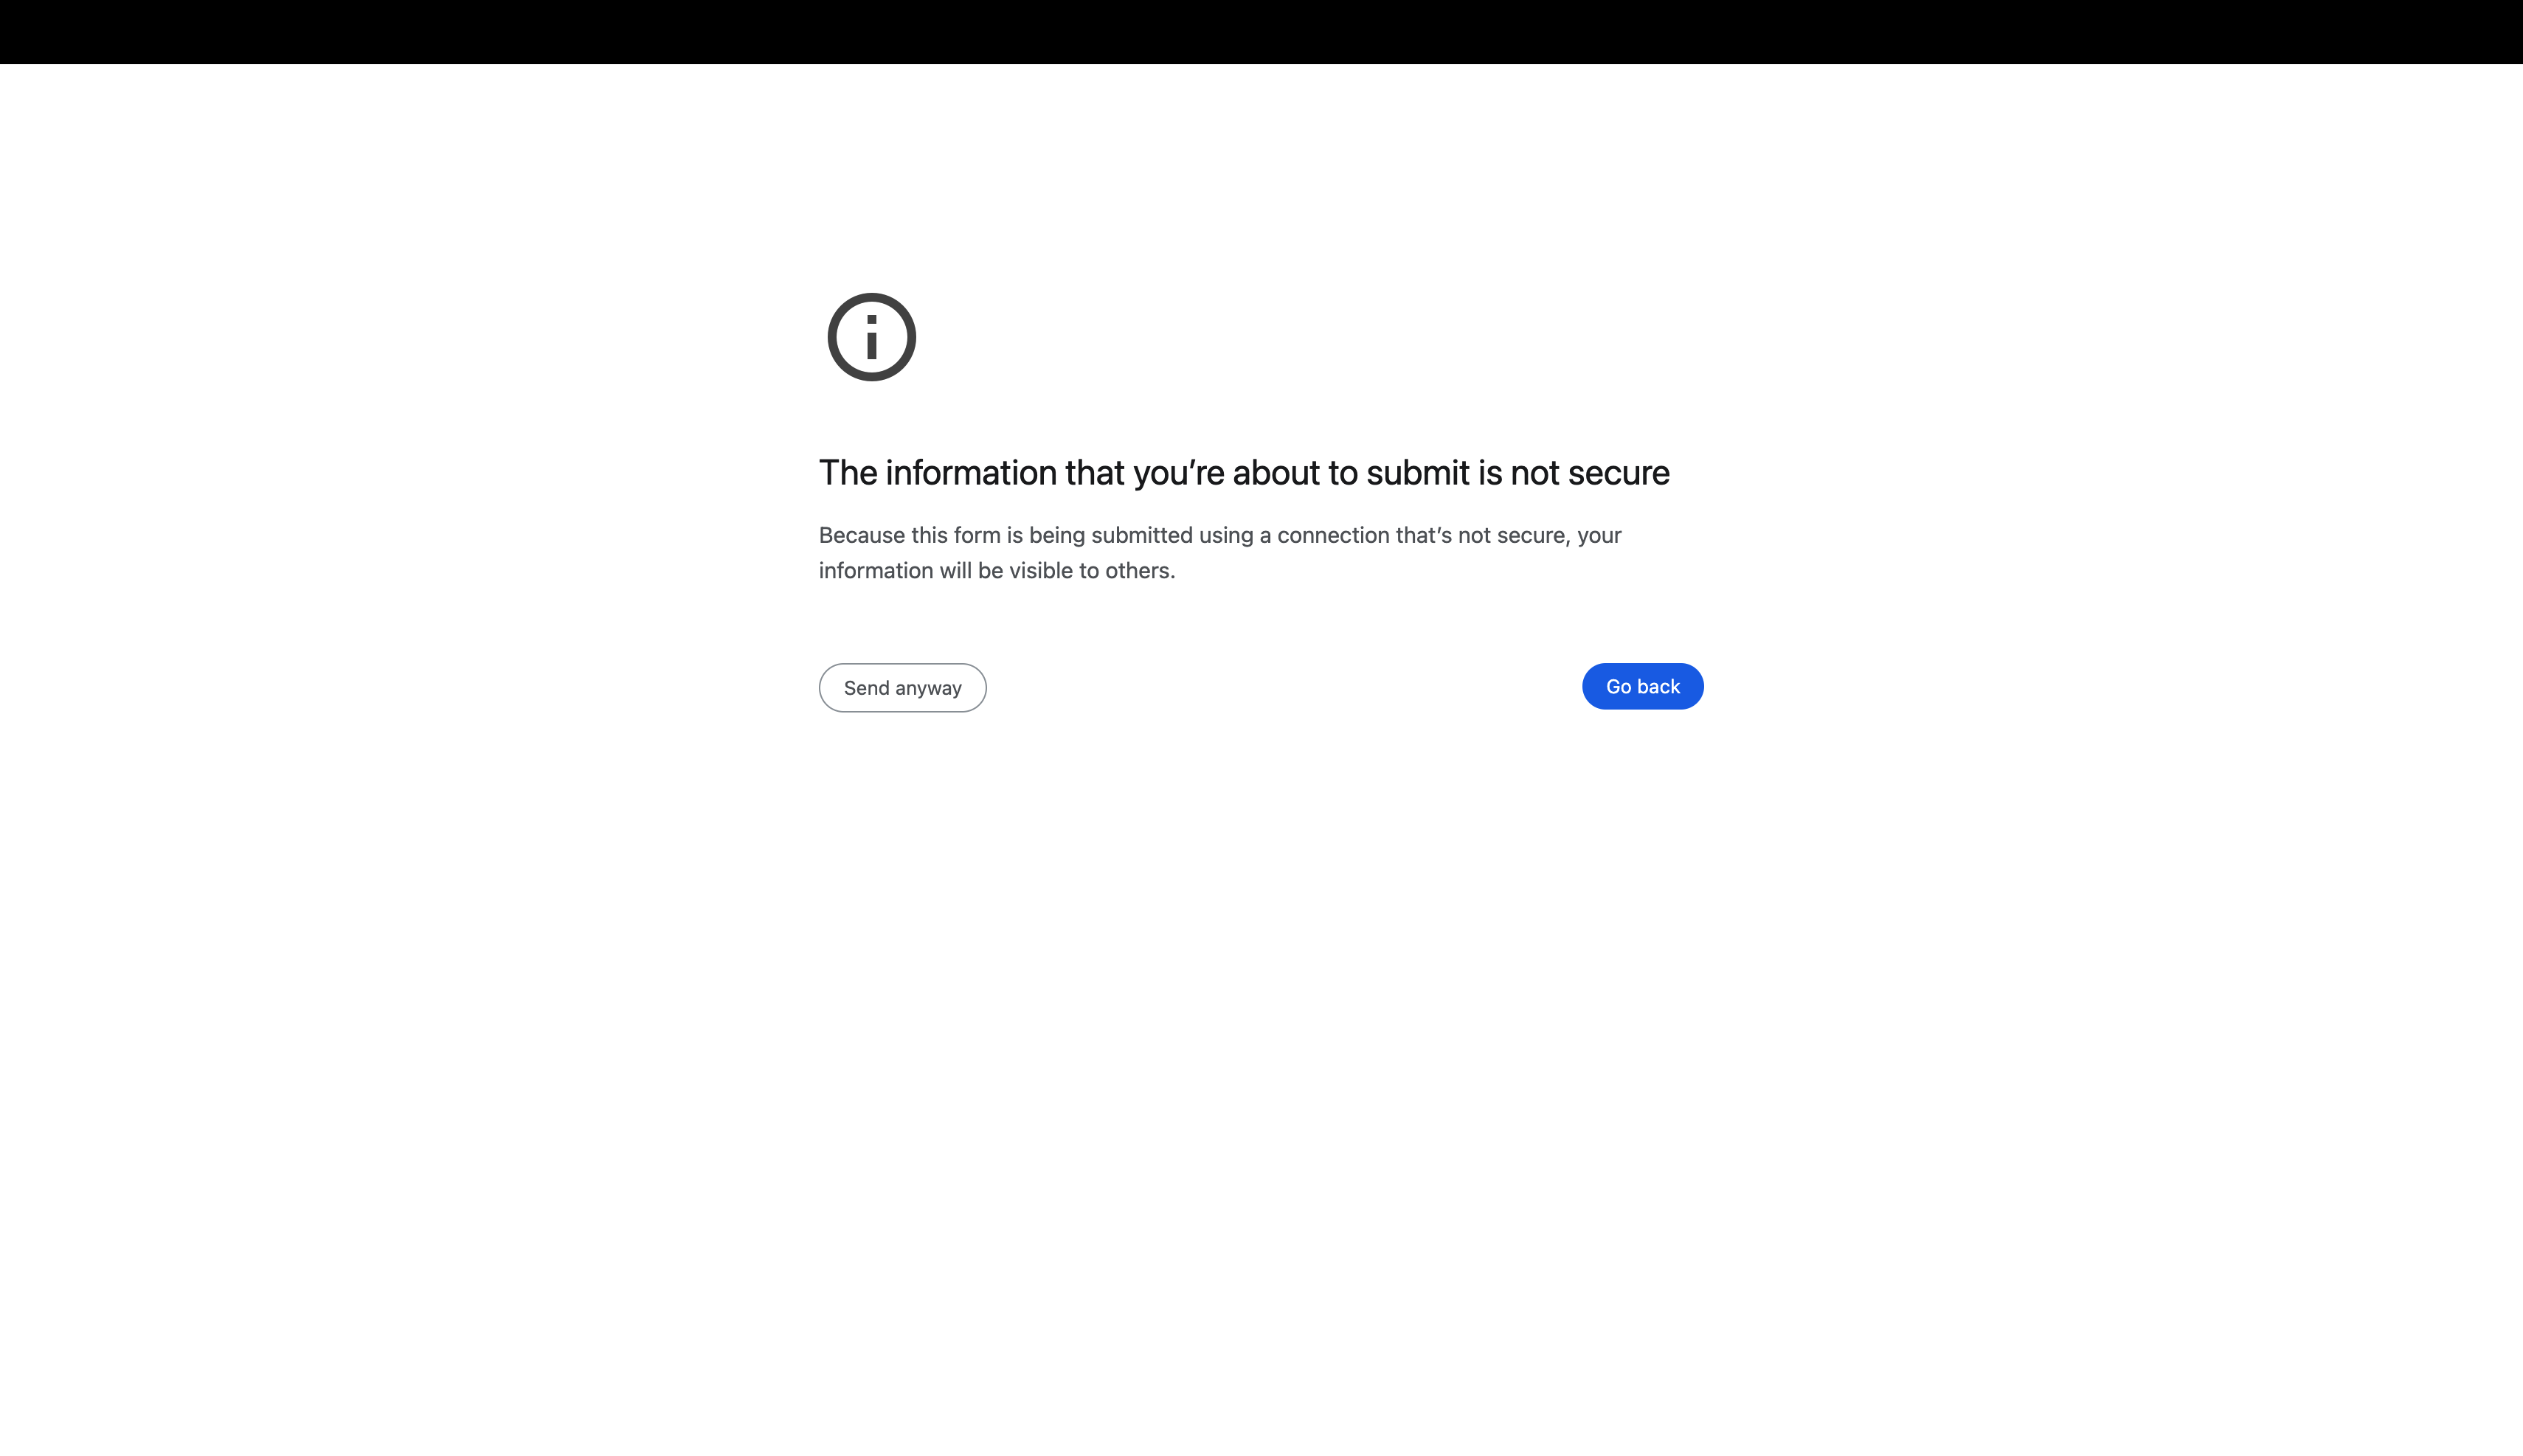 The information that you’re about to submit is not secure
Because this form is being submitted using a connection that’s not secure, your
information will be visible to others.
Send anyway
Go back